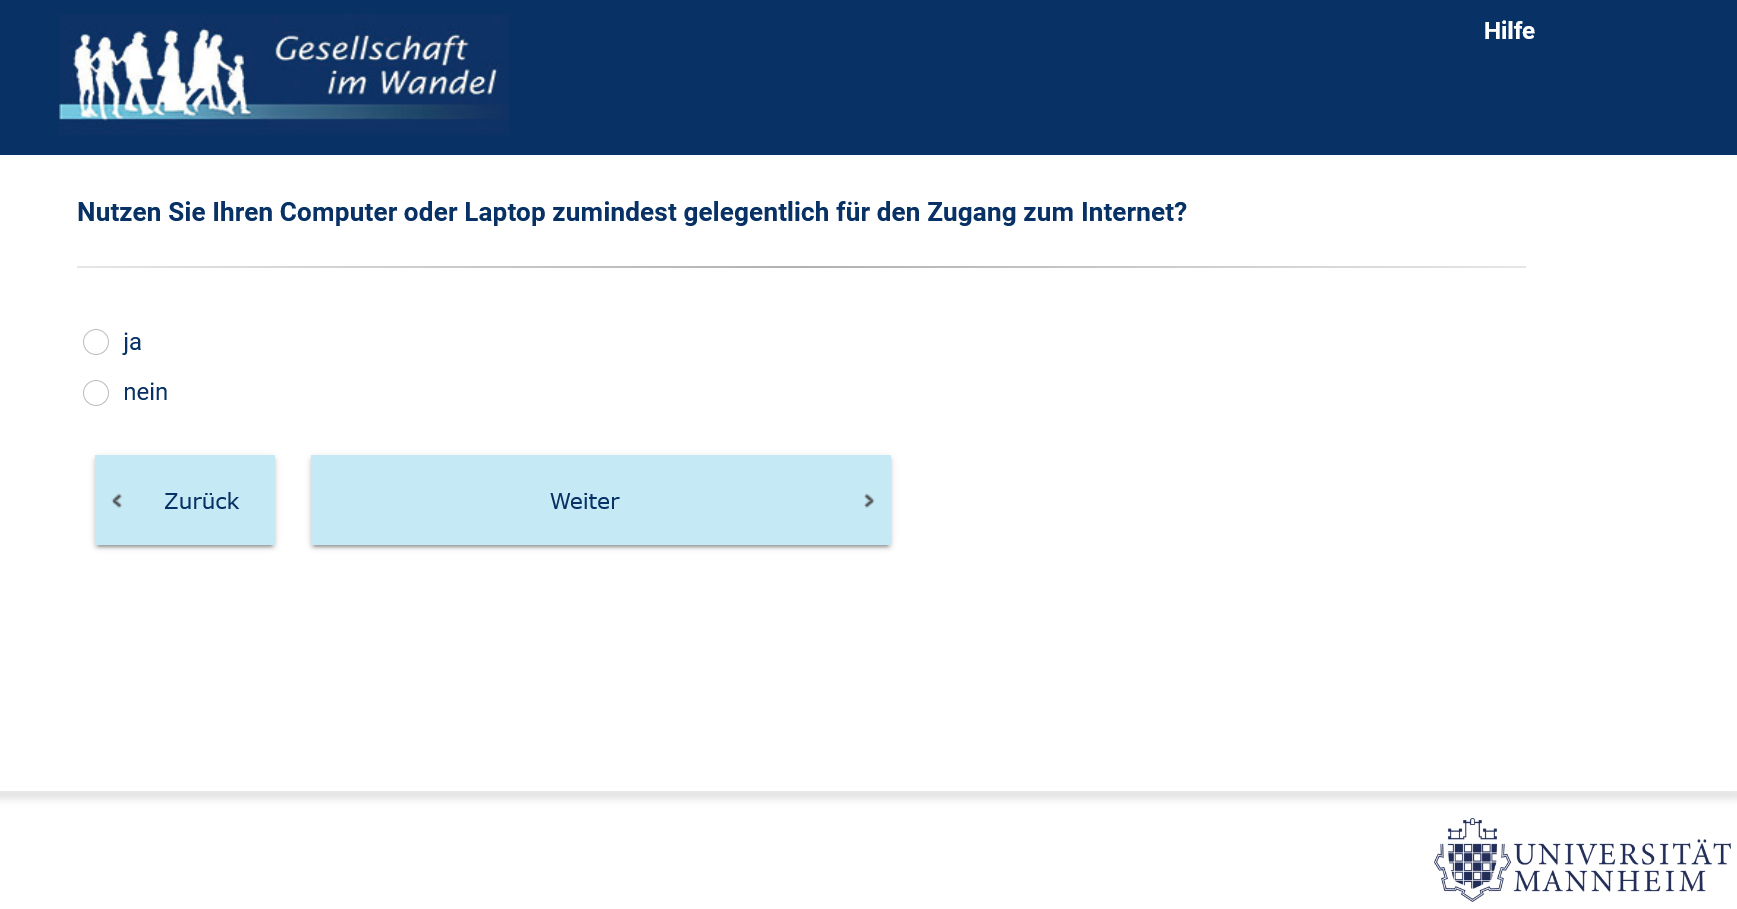 Gesellschaft
im Wandel
Hilfe
Nutzen Sie Ihren Computer oder Laptop zumindest gelegentlich für den Zugang zum Internet?
ja
nein
Zurück
Weiter
UNIVERSITÄT
MANNHEIM